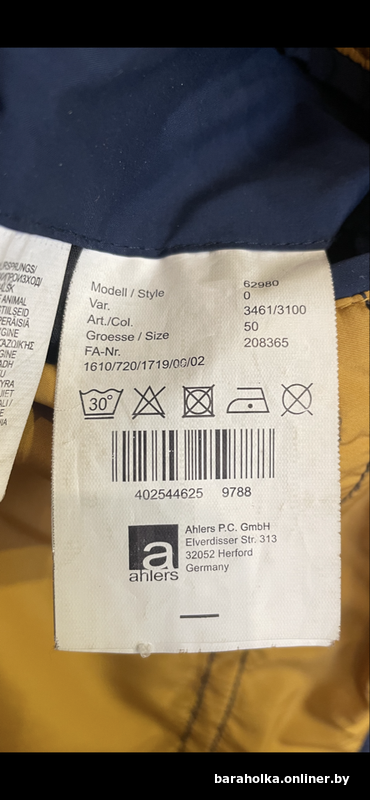 Modell / Style 62980
Var. 0
Art./Col. 3461/3100
Groesse / Size 50
FA-Nr. 208365
1610/720/1719/00/02
30°
402544625 9788
a
ahlers
Ahlers P.C. GmbH
Elverdisser Str. 313
32052 Herford
Germany
baraholka.onliner.by